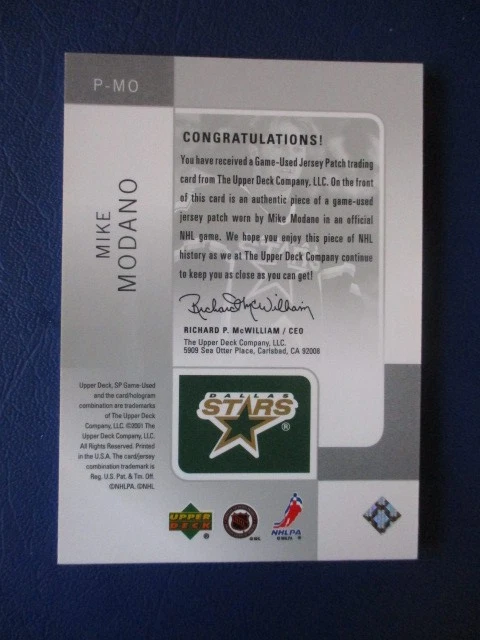 P-MO
MIKE
MODANO
CONGRATULATIONS!
You have received a Game-Used Jersey Patch trading
card from The Upper Deck Company, LLC. On the front
of this card is an authentic piece of a game-used
jersey patch worn by Mike Modano in an official
NHL game. We hope you enjoy this piece of NHL
history as we at The Upper Deck Company continue
to keep you as close as you can get!
Richard McWilliam
RICHARD P. McWILLIAM / CEO
The Upper Deck Company, LLC.
5909 Sea Otter Place, Carlsbad, CA 92008
Upper Deck, SP Game-Used
and the card/hologram
combination are trademarks
of The Upper Deck
Company, LLC. ©2001 The
Upper Deck Company, LLC.
All Rights Reserved. Printed
in the U.S.A. The card/jersey
combination trademark is
Reg. U.S. Pat. & Tm. Off.
©NHLPA. ©NHL
DALLAS
STARS
®
UPPER
DECK
®
NHLPA